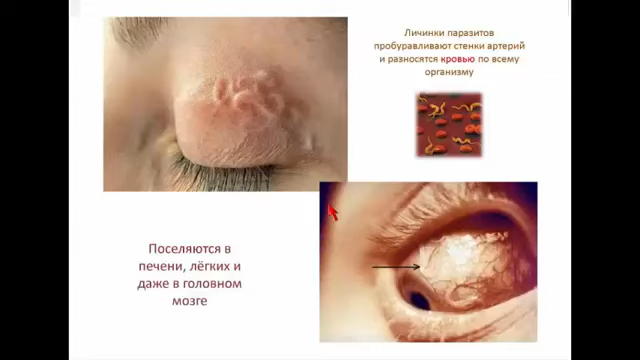 Личинки паразитов
пробуравливают стенки артерий
и разносятся кровью по всему
организму
Поселяются в
печени, лёгких и
даже в головном
мозге